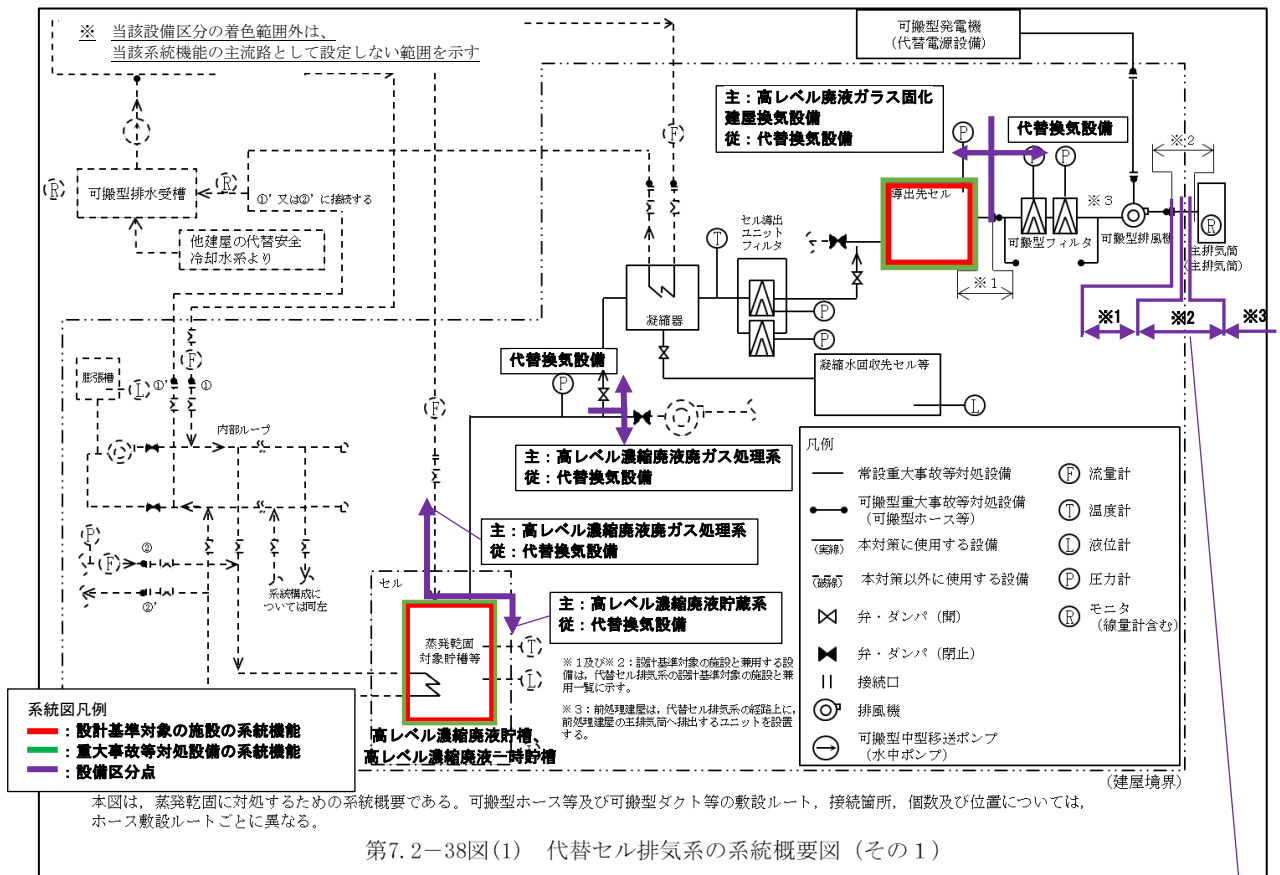 ※ 当該設備区分の着色範囲外は、
当該系統機能の主流路として設定しない範囲を示す
可搬型発電機
(代替電源設備)
主：高レベル廃液ガラス固化
建屋換気設備
従：代替換気設備
代替換気設備
※２
F
P
P
P
R
R
可搬型排水受槽
①’又は②’に接続する
他建屋の代替安全
冷却水系より
導出先セル
※３
可搬型フィルタ
可搬型排風機
R
主排気筒
(主排気筒)
※１
※1
※2
※3
セル導出
ユニット
フィルタ
T
凝縮器
P
P
凝縮水回収先セル等
L
代替換気設備
P
F
主：高レベル濃縮廃液廃ガス処理系
従：代替換気設備
主：高レベル濃縮廃液廃ガス処理系
従：代替換気設備
主：高レベル濃縮廃液貯蔵系
従：代替換気設備
F
膨張槽
L
①’
①
内部ループ
P
F
②
②’
系統構成に
ついては同左
セル
蒸発乾固
対象貯槽等
T
L
高レベル濃縮廃液貯槽、
高レベル濃縮廃液一時貯槽
※１及び※２：設計基準対象の施設と兼用する設
備は，代替セル排気系の設計基準対象の施設と兼
用一覧に示す。
※３：前処理建屋は，代替セル排気系の経路上に，
前処理建屋の主排気筒へ排出するユニットを設置
する。
凡例
常設重大事故等対処設備
可搬型重大事故等対処設備
(可搬型ホース等)
(実線) 本対策に使用する設備
(破線) 本対策以外に使用する設備
弁・ダンパ（開）
弁・ダンパ（閉止）
接続口
排風機
可搬型中型移送ポンプ
(水中ポンプ)
F 流量計
T 温度計
L 液位計
P 圧力計
R モニタ
(線量計含む)
系統図凡例
：設計基準対象の施設の系統機能
：重大事故等対処設備の系統機能
：設備区分点
(建屋境界)
本図は，蒸発乾固に対処するための系統概要である。可搬型ホース等及び可搬型ダクト等の敷設ルート，接続箇所，個数及び位置については，
ホース敷設ルートごとに異なる。
第7.2－38図(1) 代替セル排気系の系統概要図（その１）